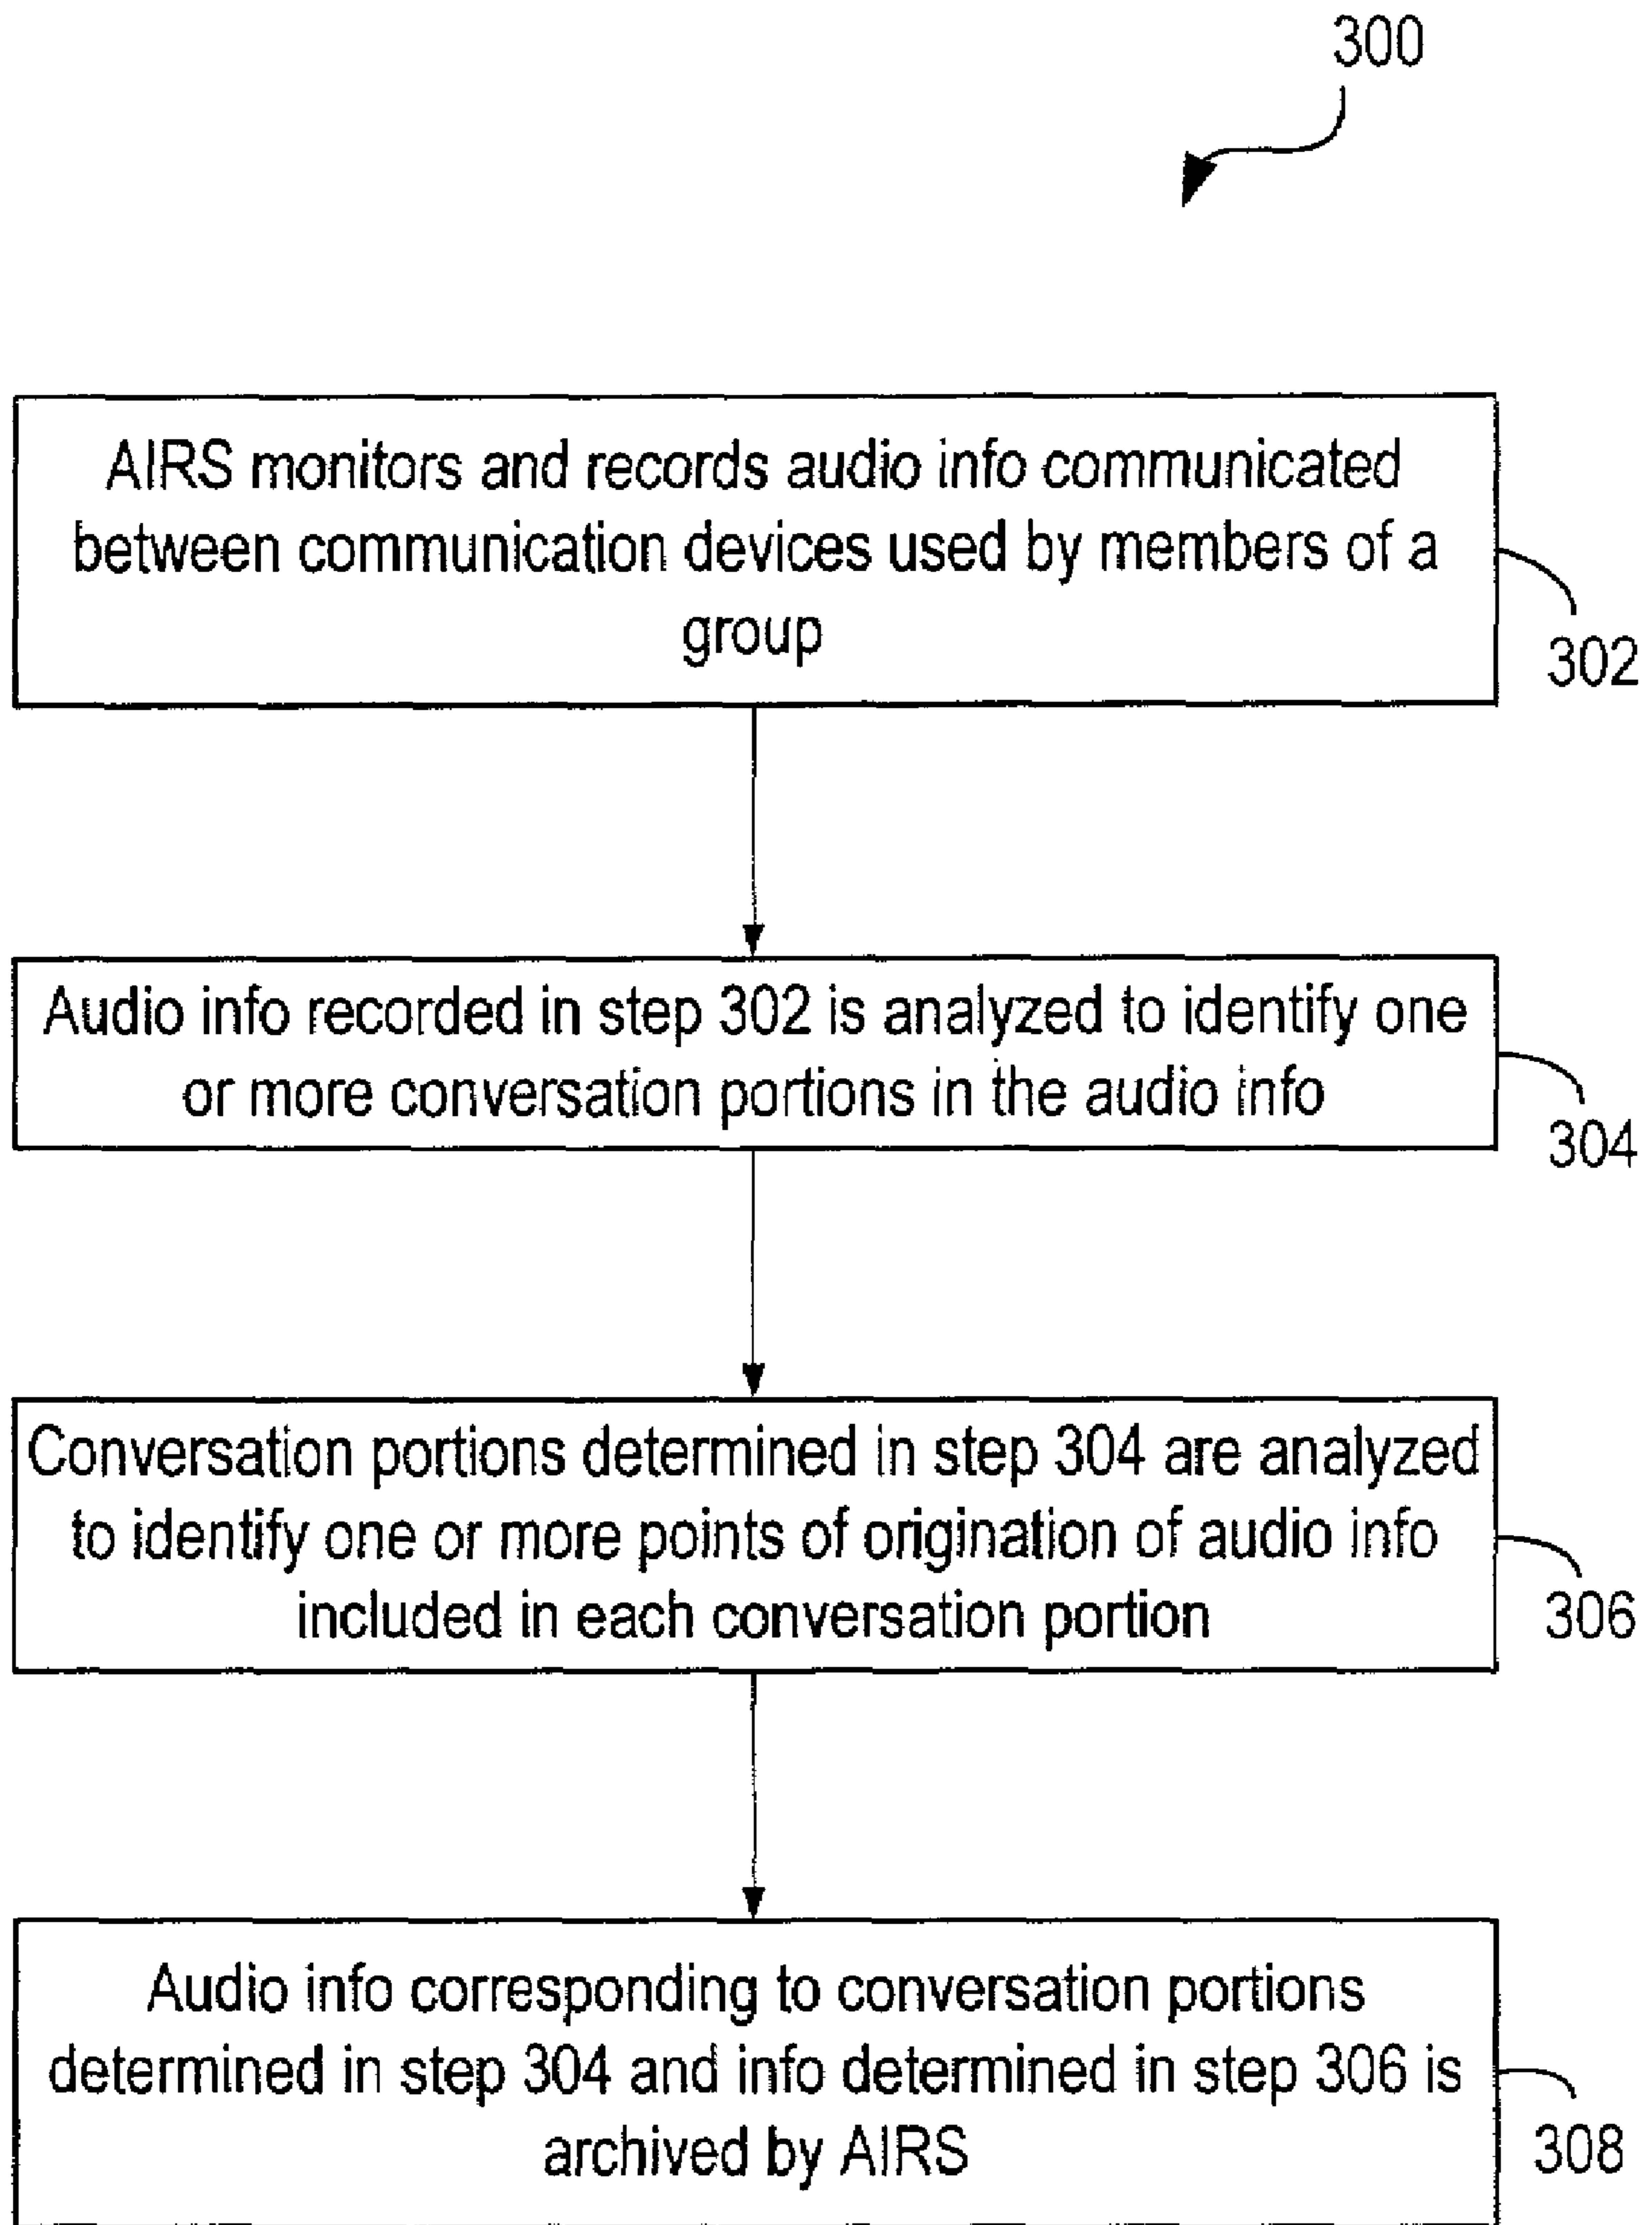 300
AIRS monitors and records audio info communicated
between communication devices used by members of a
group
302
Audio info recorded in step 302 is analyzed to identify one
or more conversation portions in the audio info
304
Conversation portions determined in step 304 are analyzed
to identify one or more points of origination of audio info
included in each conversation portion
306
Audio info corresponding to conversation portions
determined in step 304 and info determined in step 306 is
archived by AIRS
308